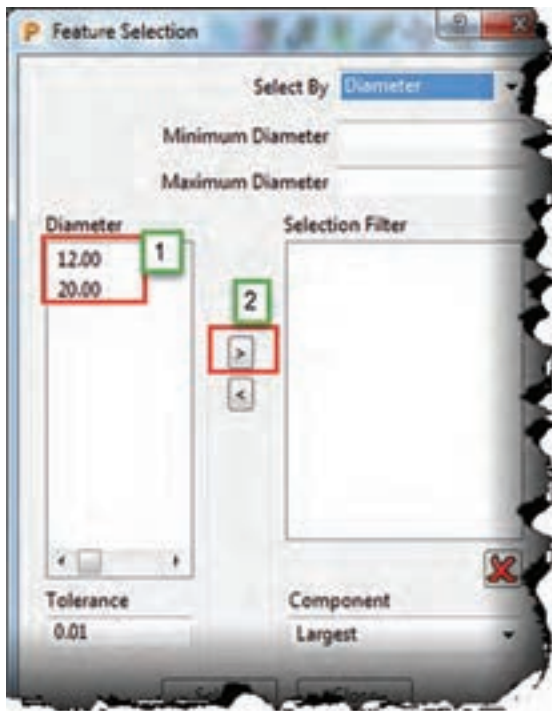 Feature Selection
Select By Diameter
Minimum Diameter
Maximum Diameter
Diameter
Selection Filter
12.00
20.00
1
2
>
<
Tolerance
Component
0.01
Largest